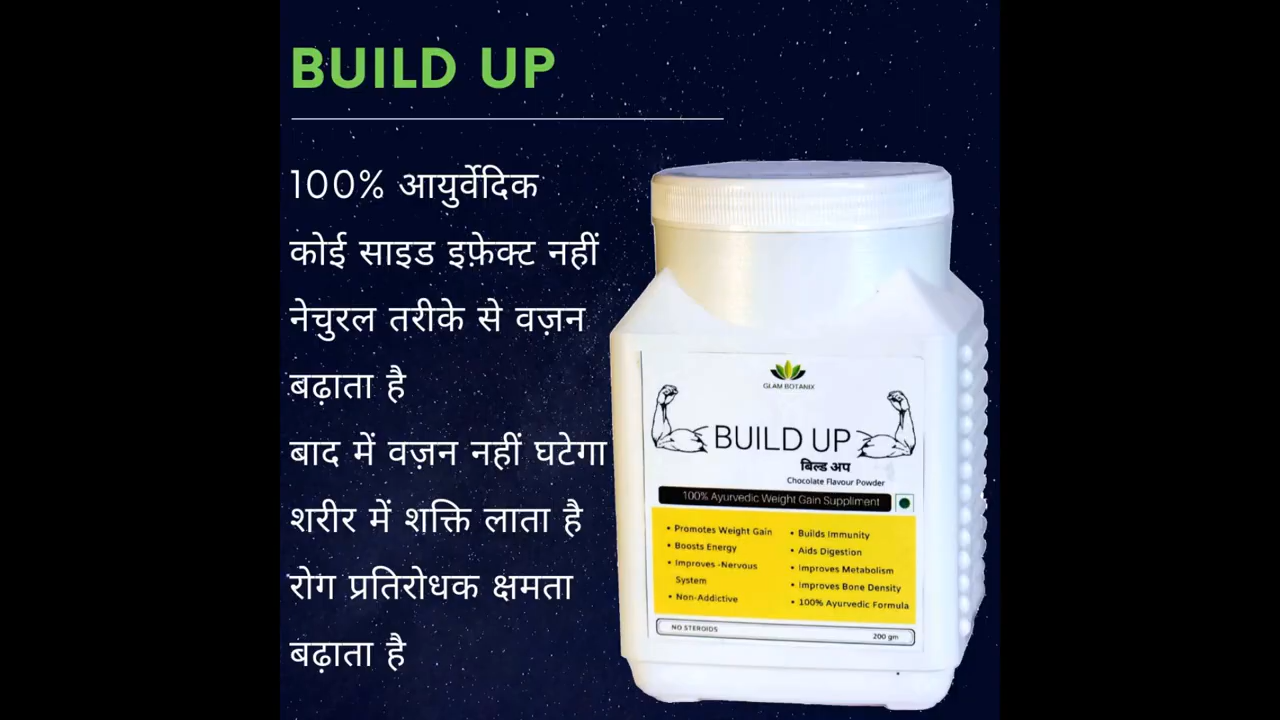 BUILD UP
100% आयुर्वेदिक
कोई साइड इफ़ेक्ट नहीं
नेचुरल तरीके से वज़न
बढ़ाता है
बाद में वज़न नहीं घटेगा
शरीर में शक्ति लाता है
रोग प्रतिरोधक क्षमता
बढ़ाता है
GLAM BOTANIX
BUILD UP
बिल्ड अप
Chocolate Flavour Powder
100% Ayurvedic Weight Gain Suppliment
• Promotes Weight Gain
• Boosts Energy
• Improves -Nervous
System
• Non-Addictive
• Builds Immunity
• Aids Digestion
• Improves Metabolism
• Improves Bone Density
• 100% Ayurvedic Formula
NO STEROIDS
200 gm